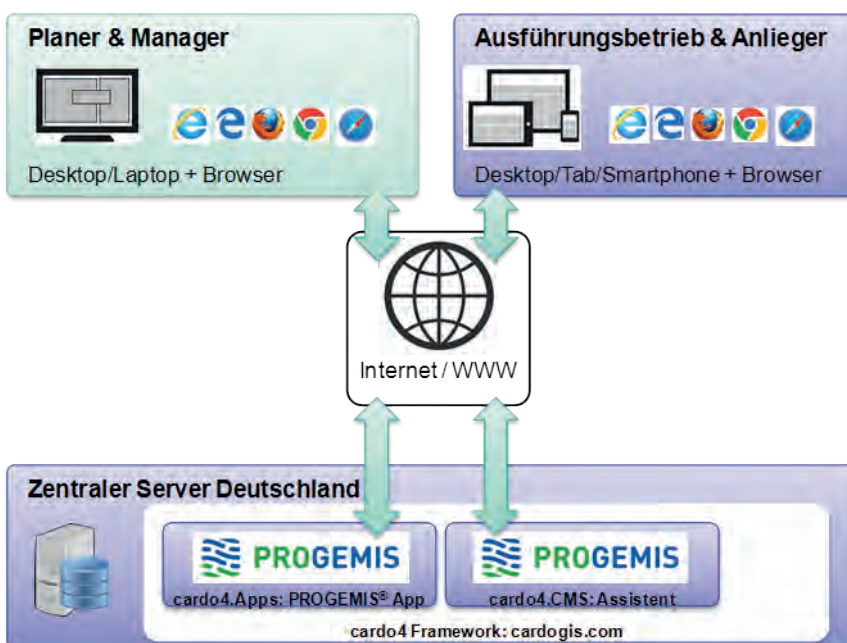 Planer & Manager
Desktop/Laptop + Browser
Ausführungsbetrieb & Anlieger
Desktop/Tab/Smartphone + Browser
Internet / WWW
Zentraler Server Deutschland
PROGEMIS
cardo4.Apps: PROGEMIS® App
PROGEMIS
cardo4.CMS: Assistent
cardo4 Framework: cardogis.com